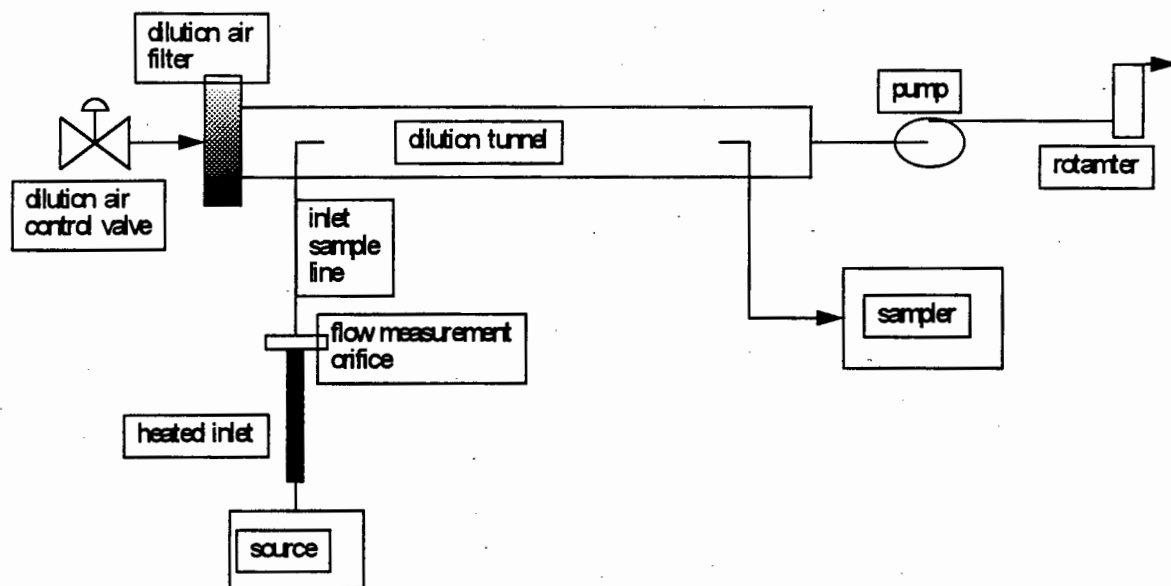 dilution air
filter
pump
dilution tunnel
rotamter
dilution air
control valve
inlet
sample
line
sampler
flow measurement
orifice
heated inlet
source